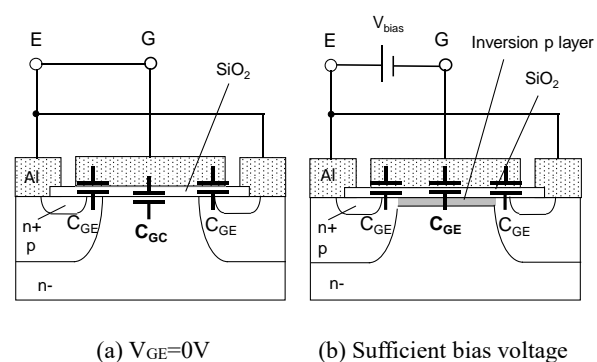 E G
SiO₂
Al
n+
p
C_GE C_GC C_GE
n-
(a) V_GE=0V
V_bias
E G
Inversion p layer
SiO₂
Al
n+
p
C_GE C_GE C_GE
n-
(b) Sufficient bias voltage